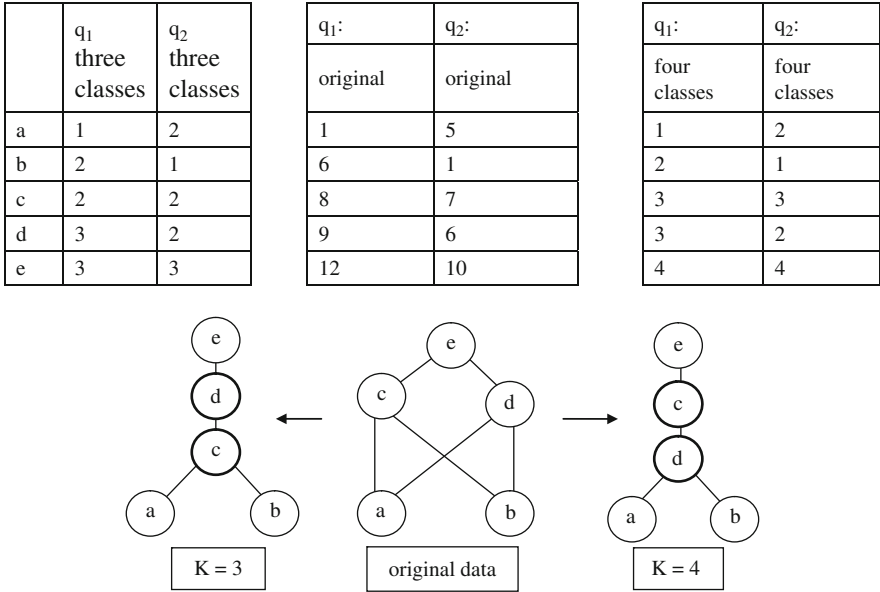 q₁ three classes q₂ three classes
a 1 2
b 2 1
c 2 2
d 3 2
e 3 3
q₁: q₂:
original original
1 5
6 1
8 7
9 6
12 10
q₁: q₂:
four classes four classes
1 2
2 1
3 3
3 2
4 4
e
d
c
a b
K = 3
e
c d
a b
original data
e
c
d
a b
K = 4